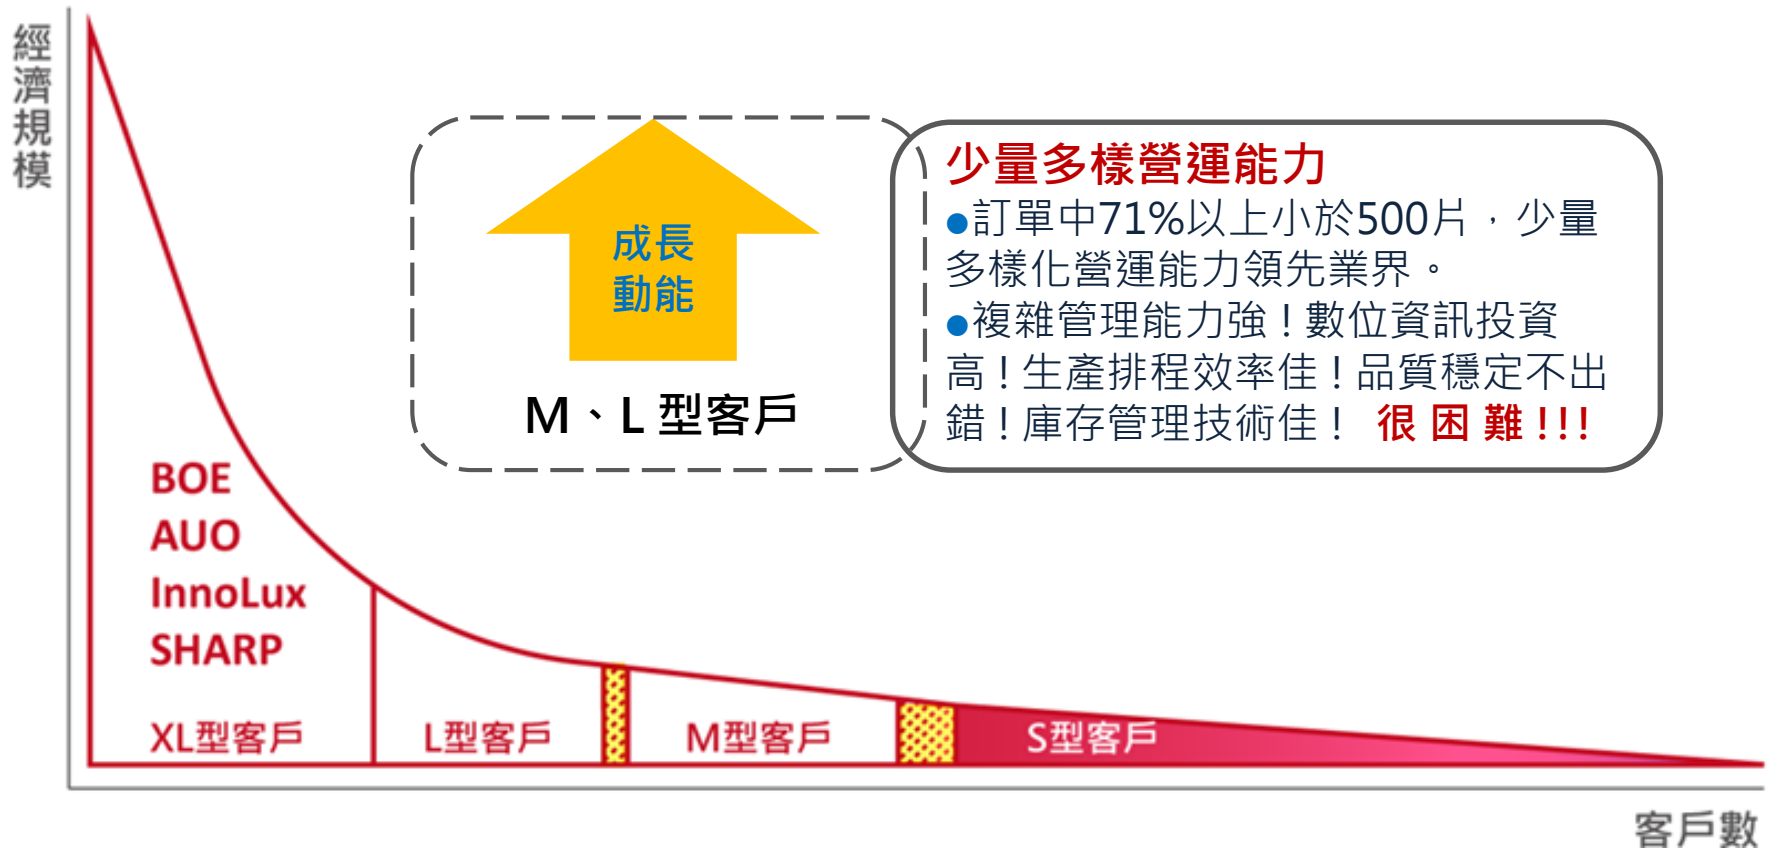 經濟規模
成長
動能
M、L 型客戶
少量多樣營運能力
●訂單中71%以上小於500片，少量
多樣化營運能力領先業界。
●複雜管理能力強！數位資訊投資
高！生產排程效率佳！品質穩定不出
錯！庫存管理技術佳！ 很 困 難 !!!
BOE
AUO
InnoLux
SHARP
XL型客戶
L型客戶
M型客戶
S型客戶
客戶數